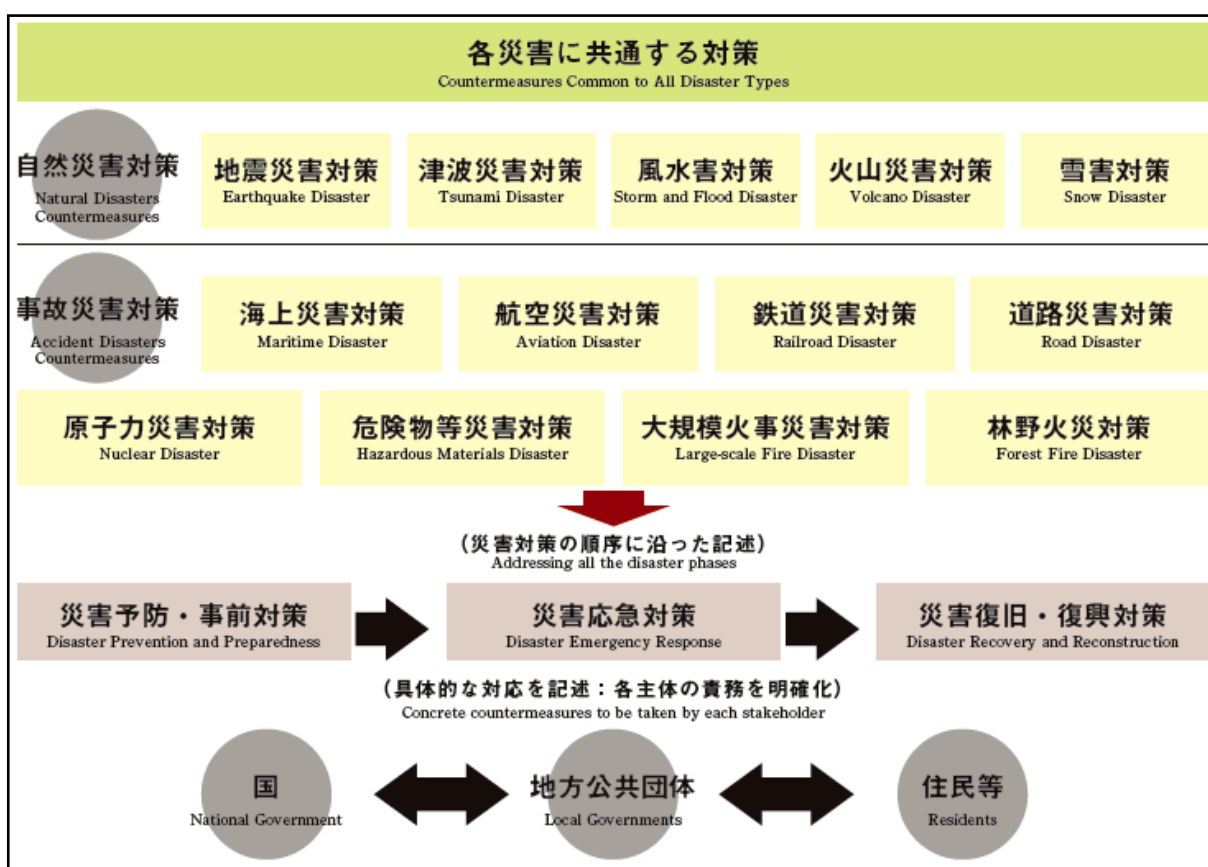 各災害に共通する対策
Countermeasures Common to All Disaster Types
自然災害対策
Natural Disasters
Countermeasures
地震災害対策
Earthquake Disaster
津波災害対策
Tsunami Disaster
風水害対策
Storm and Flood Disaster
火山災害対策
Volcano Disaster
雪害対策
Snow Disaster
事故災害対策
Accident Disasters
Countermeasures
海上災害対策
Maritime Disaster
航空災害対策
Aviation Disaster
鉄道災害対策
Railroad Disaster
道路災害対策
Road Disaster
原子力災害対策
Nuclear Disaster
危険物等災害対策
Hazardous Materials Disaster
大規模火事災害対策
Large-scale Fire Disaster
林野火災対策
Forest Fire Disaster
(災害対策の順序に沿った記述)
Addressing all the disaster phases
災害予防・事前対策
Disaster Prevention and Preparedness
災害応急対策
Disaster Emergency Response
災害復旧・復興対策
Disaster Recovery and Reconstruction
(具体的な対応を記述：各主体の責務を明確化)
Concrete countermeasures to be taken by each stakeholder
国
National Government
地方公共団体
Local Governments
住民等
Residents